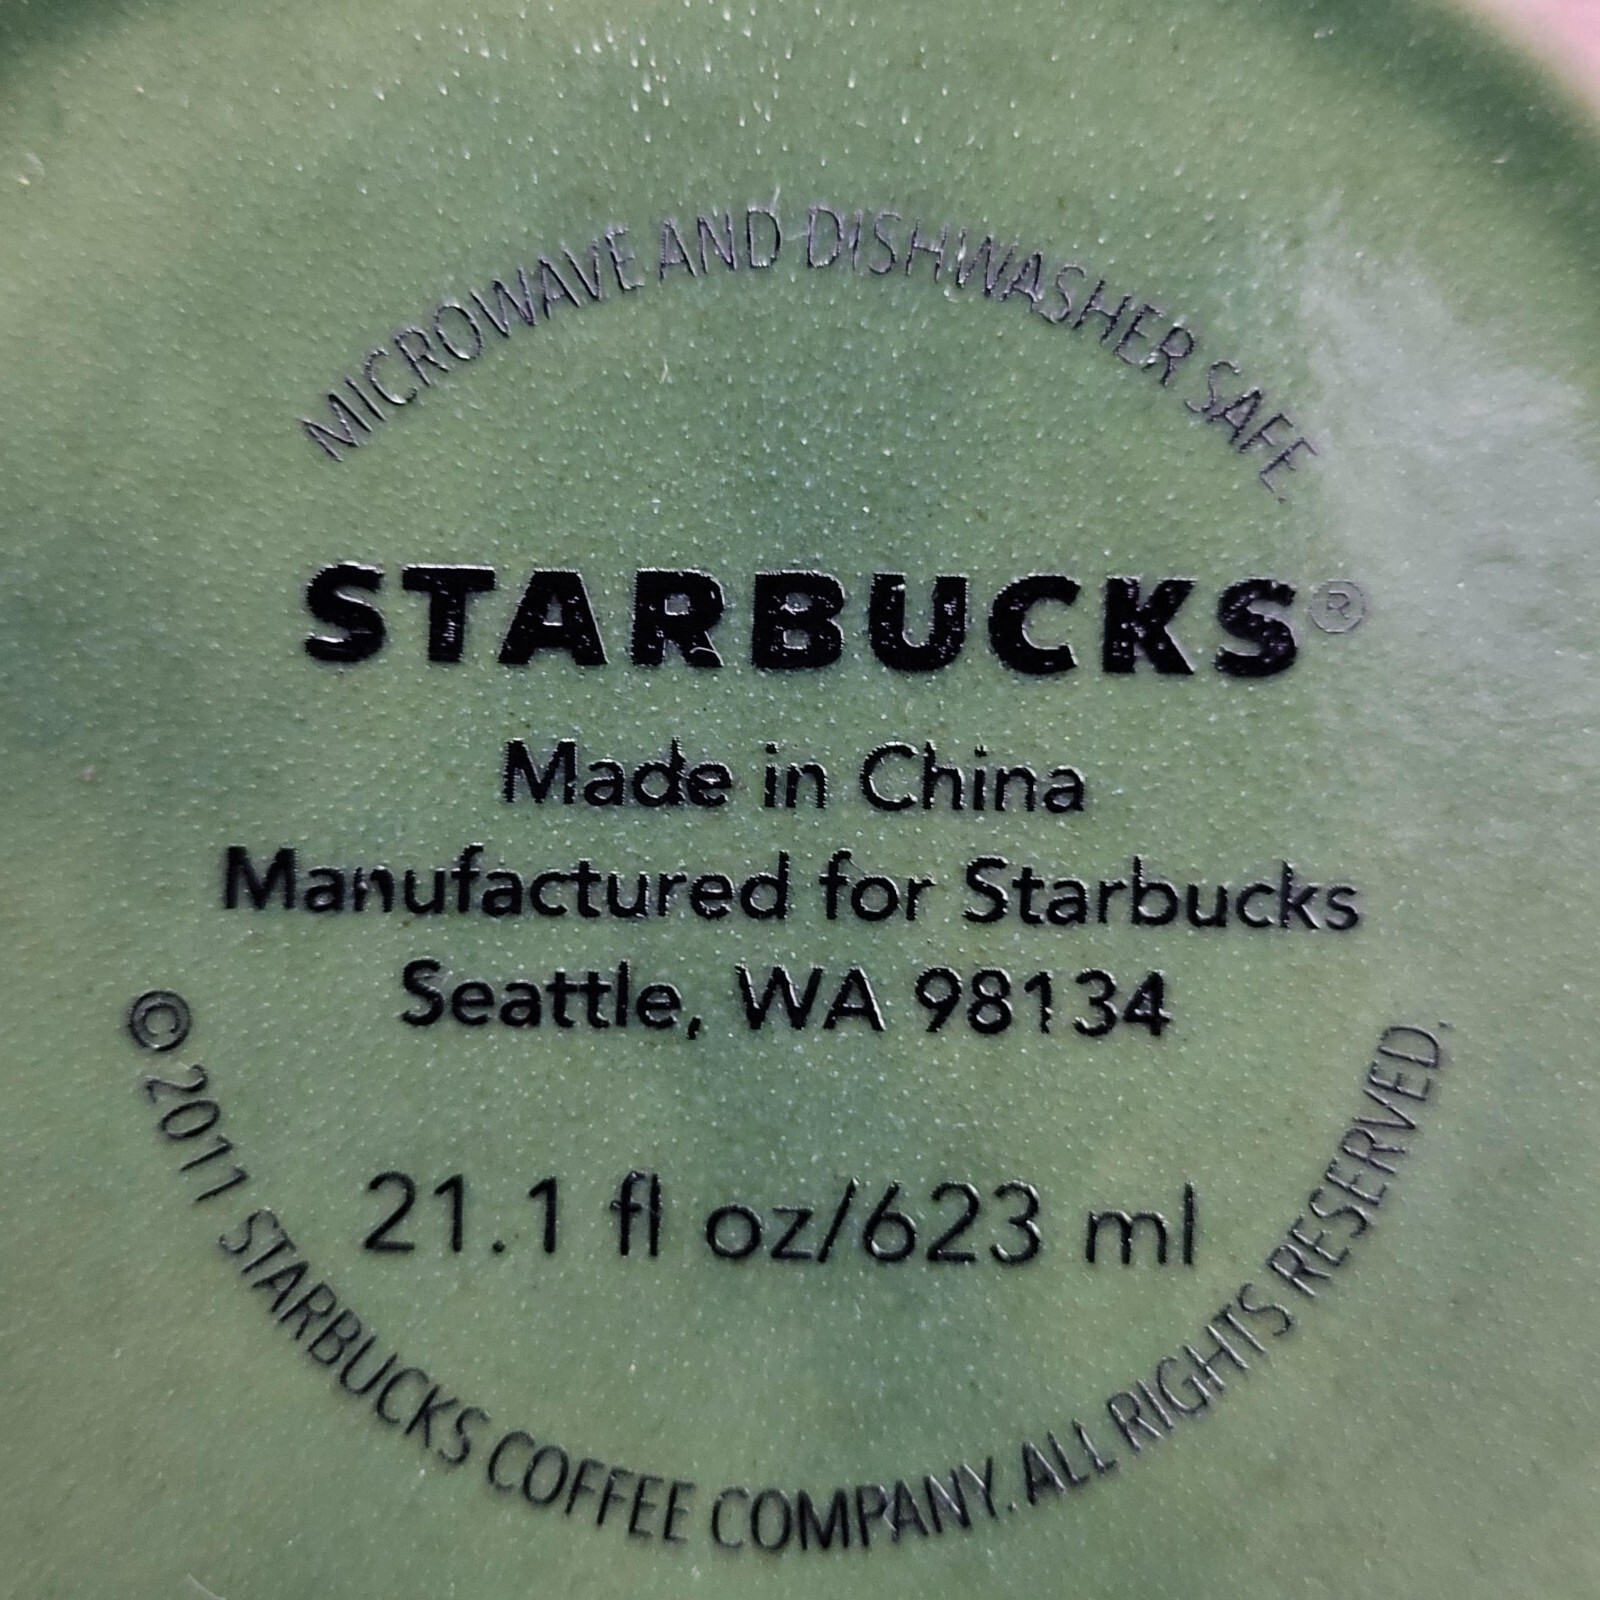 MICROWAVE AND DISHWASHER SAFE.
STARBUCKS®
Made in China
Manufactured for Starbucks
Seattle, WA 98134
21.1 fl oz/623 ml
© 2011 STARBUCKS COFFEE COMPANY. ALL RIGHTS RESERVED.